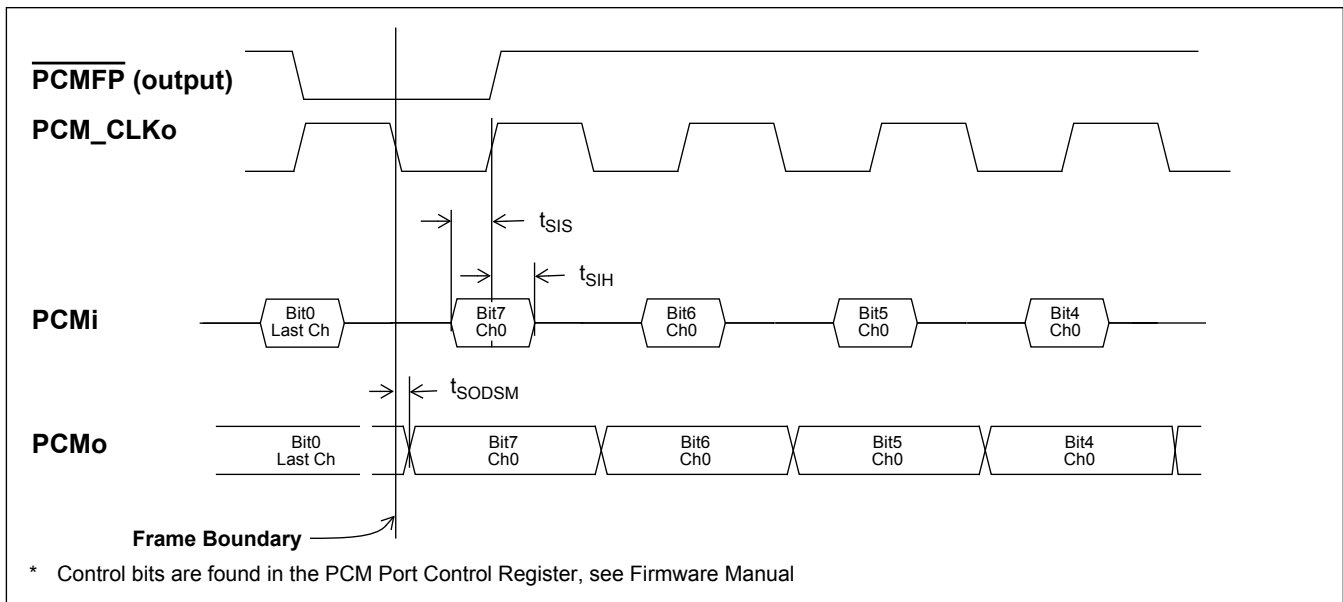 PCMFP (output)
PCM_CLKo
tSIS
tSIH
PCMi
Bit0
Last Ch
Bit7
Ch0
Bit6
Ch0
Bit5
Ch0
Bit4
Ch0
tSODSM
PCMo
Bit0
Last Ch
Bit7
Ch0
Bit6
Ch0
Bit5
Ch0
Bit4
Ch0
Frame Boundary
* Control bits are found in the PCM Port Control Register, see Firmware Manual